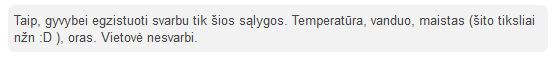 Taip, gyvybei egzistuoti svarbu tik šios sąlygos. Temperatūra, vanduo, maistas (šito tiksliai
nžn :D ), oras. Vietovė nesvarbi.